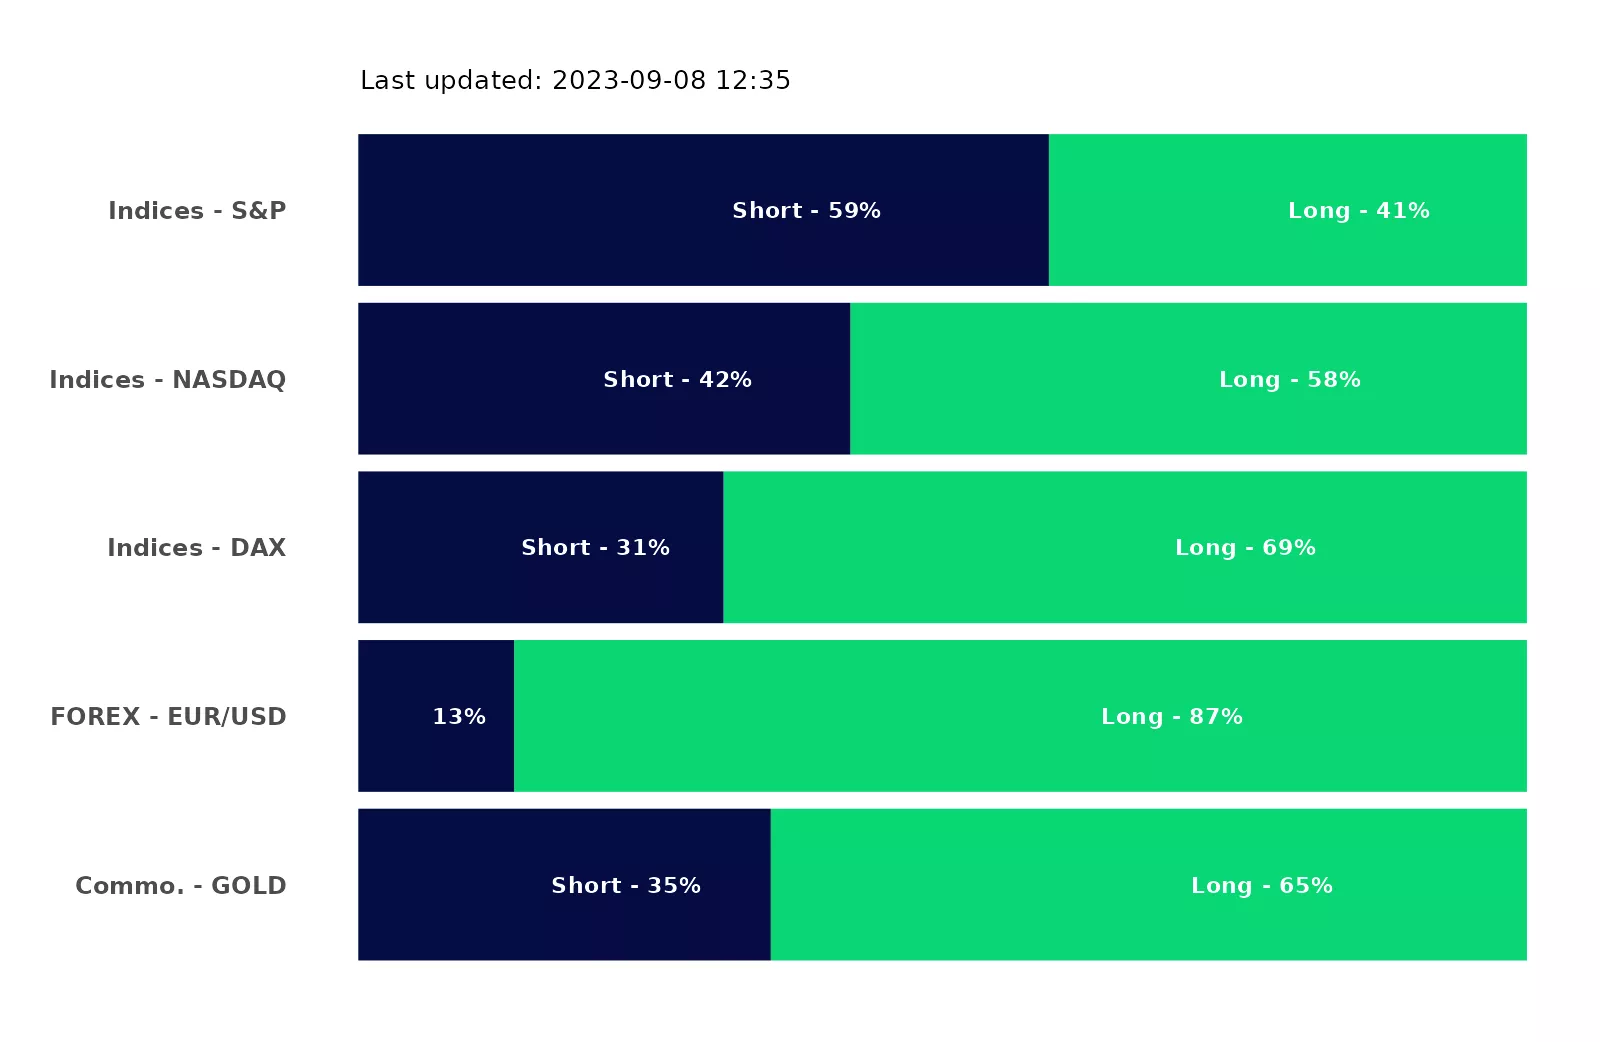 Last updated: 2023-09-08 12:35
Indices - S&P Short - 59% Long - 41%
Indices - NASDAQ Short - 42% Long - 58%
Indices - DAX Short - 31% Long - 69%
FOREX - EUR/USD 13% Long - 87%
Commo. - GOLD Short - 35% Long - 65%